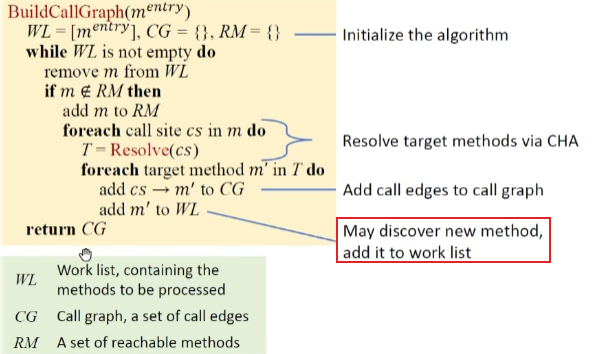 BuildCallGraph(m^entry)
WL = [m^entry], CG = {}, RM = {}
while WL is not empty do
remove m from WL
if m ∉ RM then
add m to RM
foreach call site cs in m do
T = Resolve(cs)
foreach target method m′ in T do
add cs → m′ to CG
add m′ to WL
return CG
Initialize the algorithm
Resolve target methods via CHA
Add call edges to call graph
May discover new method,
add it to work list
WL Work list, containing the
methods to be processed
CG Call graph, a set of call edges
RM A set of reachable methods